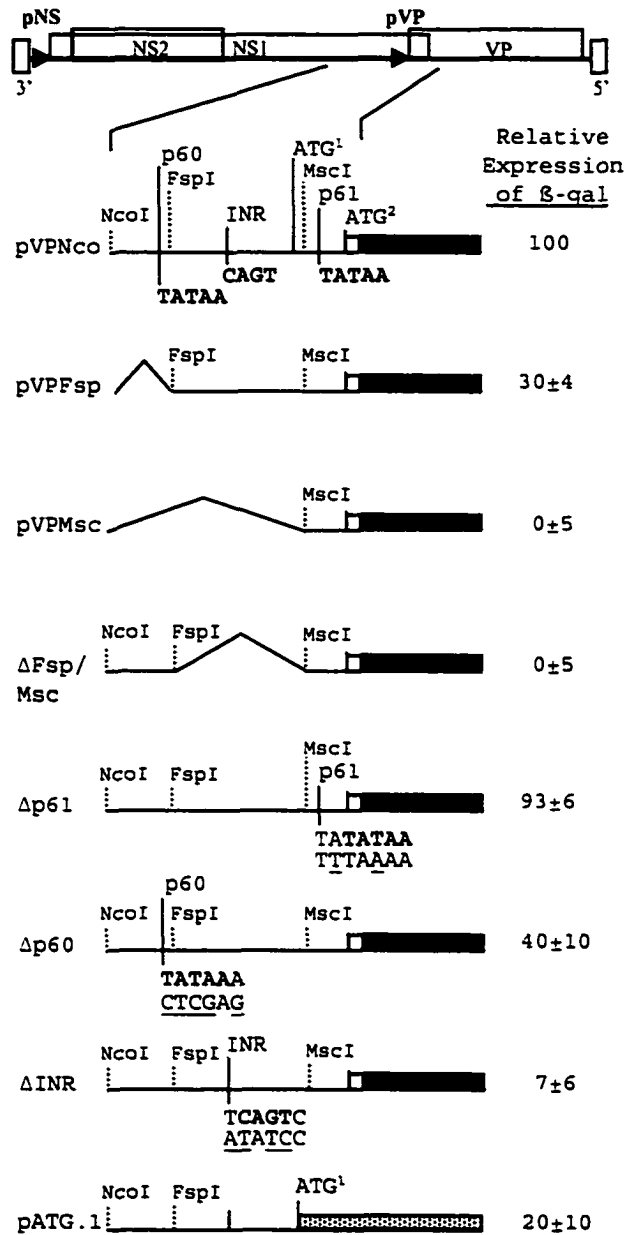 pNS pVP
NS2 NS1 VP
3' 5'
Relative
Expression
of ß-qal
p60 ATG¹
FspI MscI
NcoI INR p61 ATG²
pVPNco 100
CAGT TATAA
TATAA
FspI MscI
pVPFsp 30±4
MscI
pVPMsc 0±5
NcoI FspI MscI
ΔFsp/ 0±5
Msc
MscI
NcoI FspI p61
Δp61 93±6
TATATAA
TTTAAAA
p60
NcoI FspI MscI
Δp60 40±10
TATAAA
CTCGAG
INR
NcoI FspI MscI
ΔINR 7±6
TCAGTC
ATATCC
NcoI FspI ATG¹
pATG.1 20±10